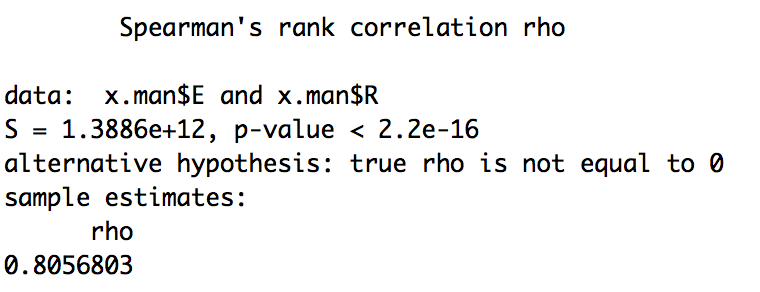 Spearman's rank correlation rho
data: x.man$E and x.man$R
S = 1.3886e+12, p-value < 2.2e-16
alternative hypothesis: true rho is not equal to 0
sample estimates:
rho
0.8056803